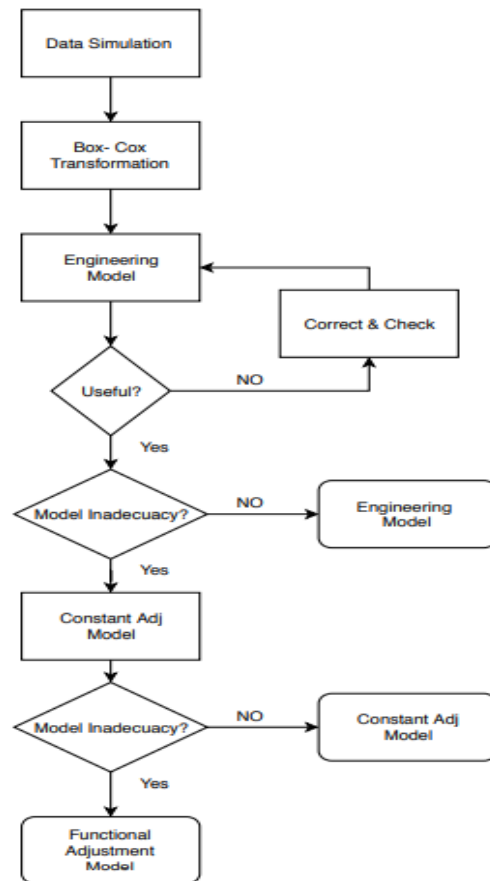 Data Simulation
Box- Cox
Transformation
Engineering
Model
Correct & Check
Useful?
NO
Yes
Model Inadecuacy?
NO
Engineering
Model
Yes
Constant Adj
Model
Model Inadecuacy?
NO
Constant Adj
Model
Yes
Functional
Adjustment
Model